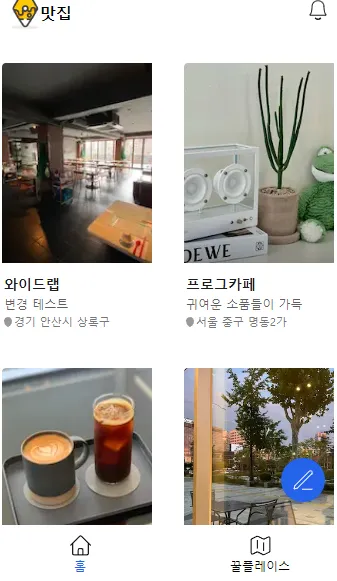 맛집
OEWE
와이드랩
변경 테스트
경기 안산시 상록구
프로그카페
귀여운 소품들이 가득
서울 중구 명동2가
홈
꿀플레이스